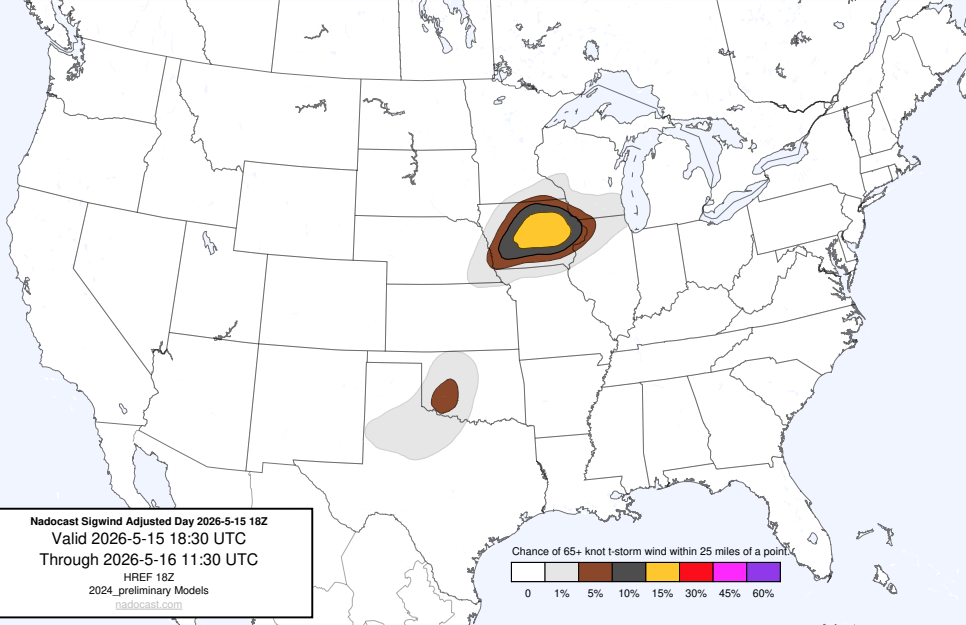 Nadocast Sigwind Adjusted Day 2026-5-15 18Z
Valid 2026-5-15 18:30 UTC
Through 2026-5-16 11:30 UTC
HREF 18Z
2024_preliminary Models
nadocast.com
Chance of 65+ knot t-storm wind within 25 miles of a point.
0 1% 5% 10% 15% 30% 45% 60%